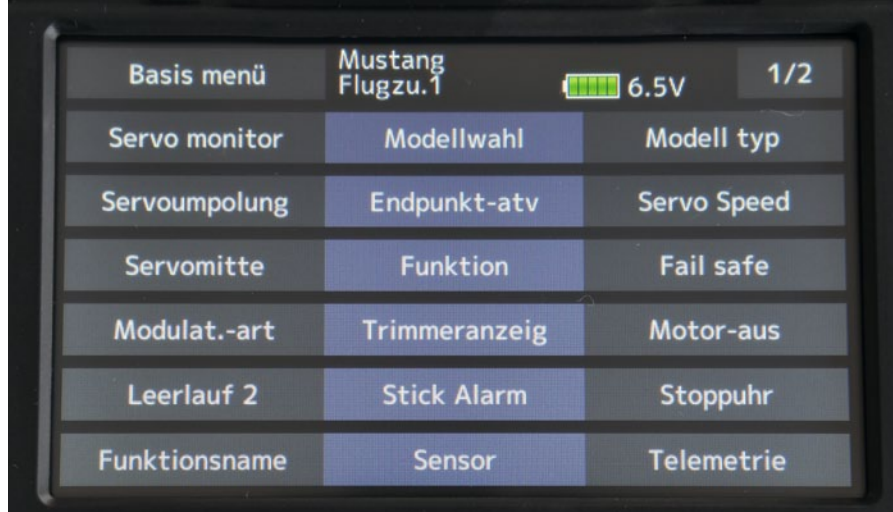 Basis menü
Mustang
Flugzu.1
6.5V
1/2
Servo monitor
Modellwahl
Modell typ
Servoumpolung
Endpunkt-atv
Servo Speed
Servomitte
Funktion
Fail safe
Modulat.-art
Trimmeranzeig
Motor-aus
Leerlauf 2
Stick Alarm
Stoppuhr
Funktionsname
Sensor
Telemetrie